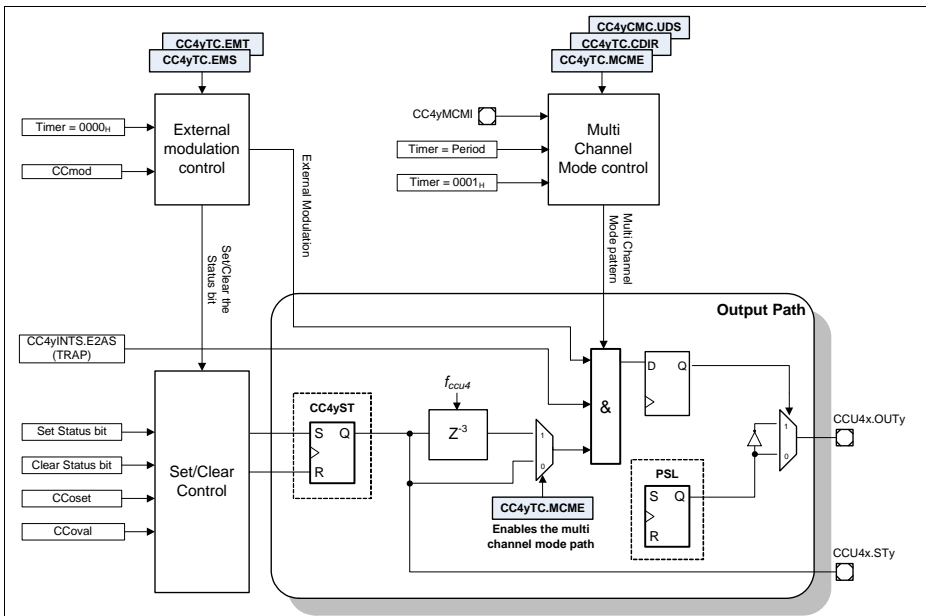 CC4yTC.EMT
CC4yTC.EMS
CC4yCMC.UDS
CC4yTC.CDIR
CC4yTC.MCME
Timer = 0000H
CCmod
External
modulation
control
CC4yMCMI
Timer = Period
Timer = 0001H
Multi
Channel
Mode control
External Modulation
Set/Clear the
Status bit
Multi Channel
Mode pattern
Output Path
CC4yINTS.E2AS
(TRAP)
Set Status bit
Clear Status bit
CCoset
CCoval
Set/Clear
Control
CC4yST
S Q
R
fccu4
Z-3
1
0
CC4yTC.MCME
Enables the multi
channel mode path
&
D Q
PSL
S Q
R
1
0
CCU4x.OUTy
CCU4x.STy